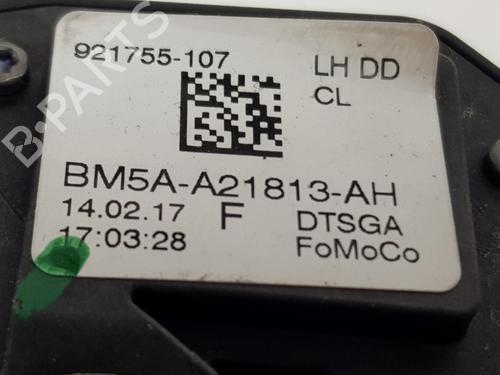 921755-107 LH DD
CL
BM5A-A21813-AH
14.02.17 F DTSGA
17:03:28 FoMoCo
B-PARTS